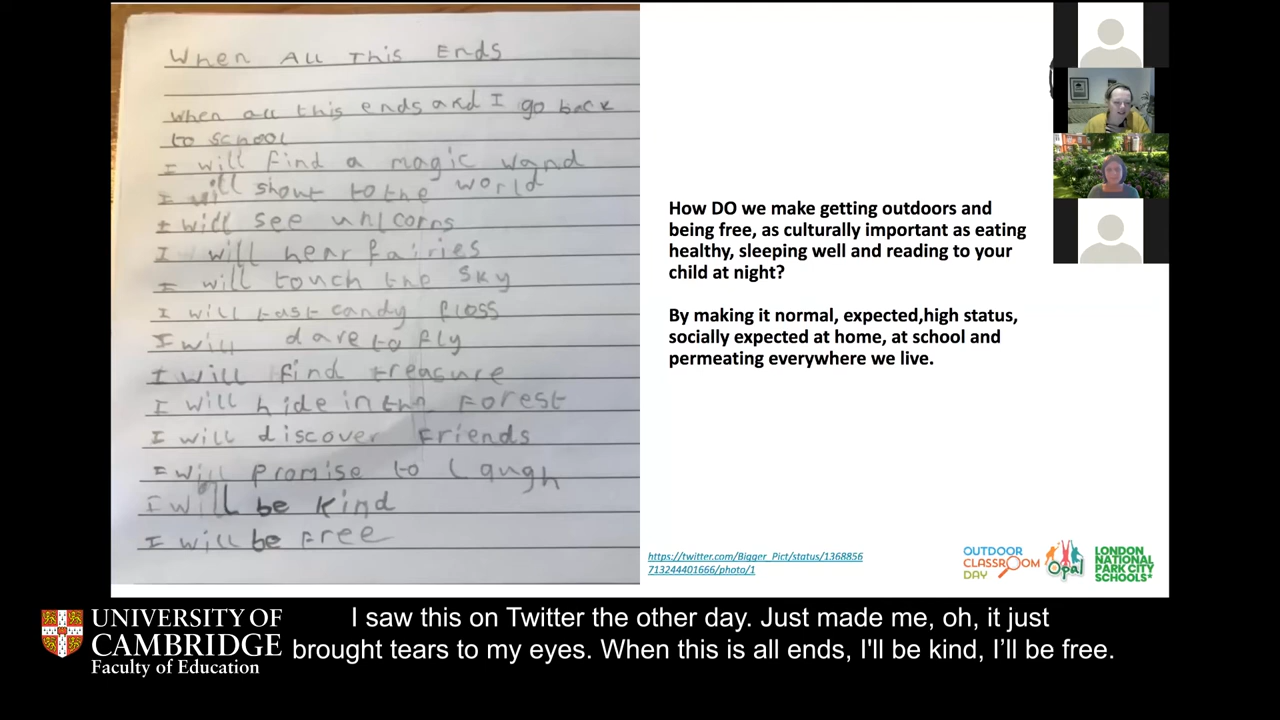 When All This Ends
when all this ends and I go back
to school
I will find a magic wand
I will shout to the world
I will see unicorns
I will hear fairies
I will touch the sky
I will tast candy floss
I will dare to fly
I will find treacure
I will hide in the Forest
I will discover Friends
I will promise to Laugh
I will be kind
I will be free
How DO we make getting outdoors and
being free, as culturally important as eating
healthy, sleeping well and reading to your
child at night?
By making it normal, expected,high status,
socially expected at home, at school and
permeating everywhere we live.
https://twitter.com/Bigger_Pict/status/1368856
713244401666/photo/1
OUTDOOR
CLASSROOM
DAY
Opal
LONDON
NATIONAL
PARK CITY
SCHOOLS*
UNIVERSITY OF
CAMBRIDGE
Faculty of Education
I saw this on Twitter the other day. Just made me, oh, it just
brought tears to my eyes. When this is all ends, I'll be kind, I'll be free.